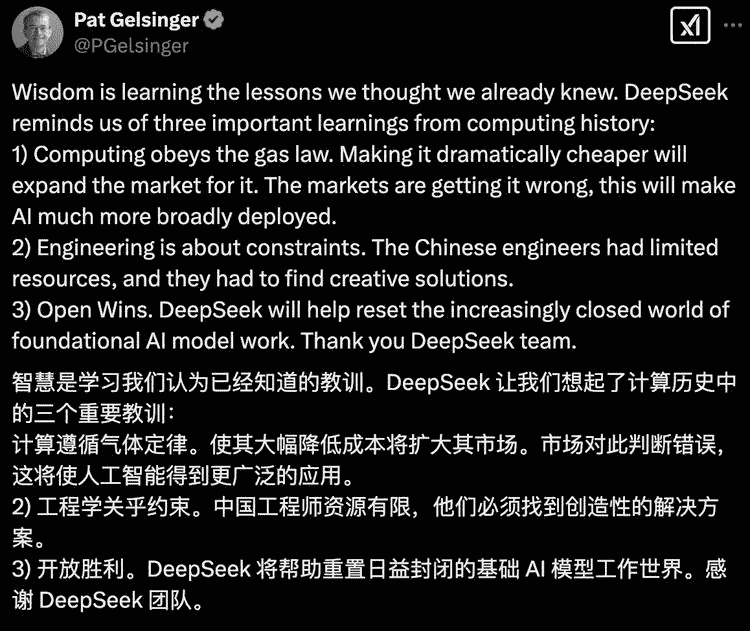 Pat Gelsinger
@PGelsinger
Wisdom is learning the lessons we thought we already knew. DeepSeek
reminds us of three important learnings from computing history:
1) Computing obeys the gas law. Making it dramatically cheaper will
expand the market for it. The markets are getting it wrong, this will make
AI much more broadly deployed.
2) Engineering is about constraints. The Chinese engineers had limited
resources, and they had to find creative solutions.
3) Open Wins. DeepSeek will help reset the increasingly closed world of
foundational AI model work. Thank you DeepSeek team.
智慧是学习我们认为已经知道的教训。DeepSeek 让我们想起了计算历史中
的三个重要教训：
计算遵循气体定律。使其大幅降低成本将扩大其市场。市场对此判断错误，
这将使人工智能得到更广泛的应用。
2) 工程学关乎约束。中国工程师资源有限，他们必须找到创造性的解决方
案。
3) 开放胜利。DeepSeek 将帮助重置日益封闭的基础 AI 模型工作世界。感
谢 DeepSeek 团队。